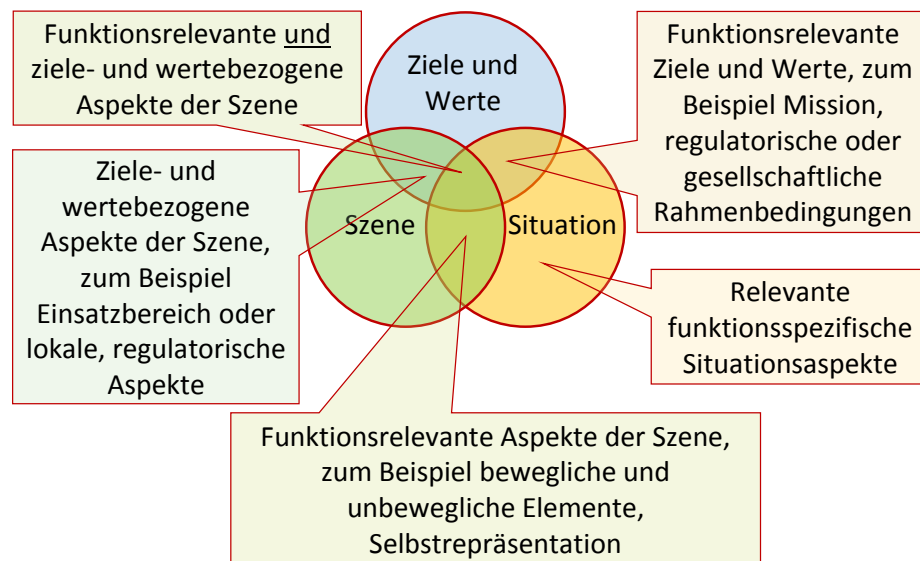 Funktionsrelevante und
ziele- und wertebezogene
Aspekte der Szene
Ziele und
Werte
Funktionsrelevante
Ziele und Werte, zum
Beispiel Mission,
regulatorische oder
gesellschaftliche
Rahmenbedingungen
Ziele- und
wertebezogene
Aspekte der Szene,
zum Beispiel
Einsatzbereich oder
lokale, regulatorische
Aspekte
Szene
Situation
Relevante
funktionsspezifische
Situationsaspekte
Funktionsrelevante Aspekte der Szene,
zum Beispiel bewegliche und
unbewegliche Elemente,
Selbstrepräsentation